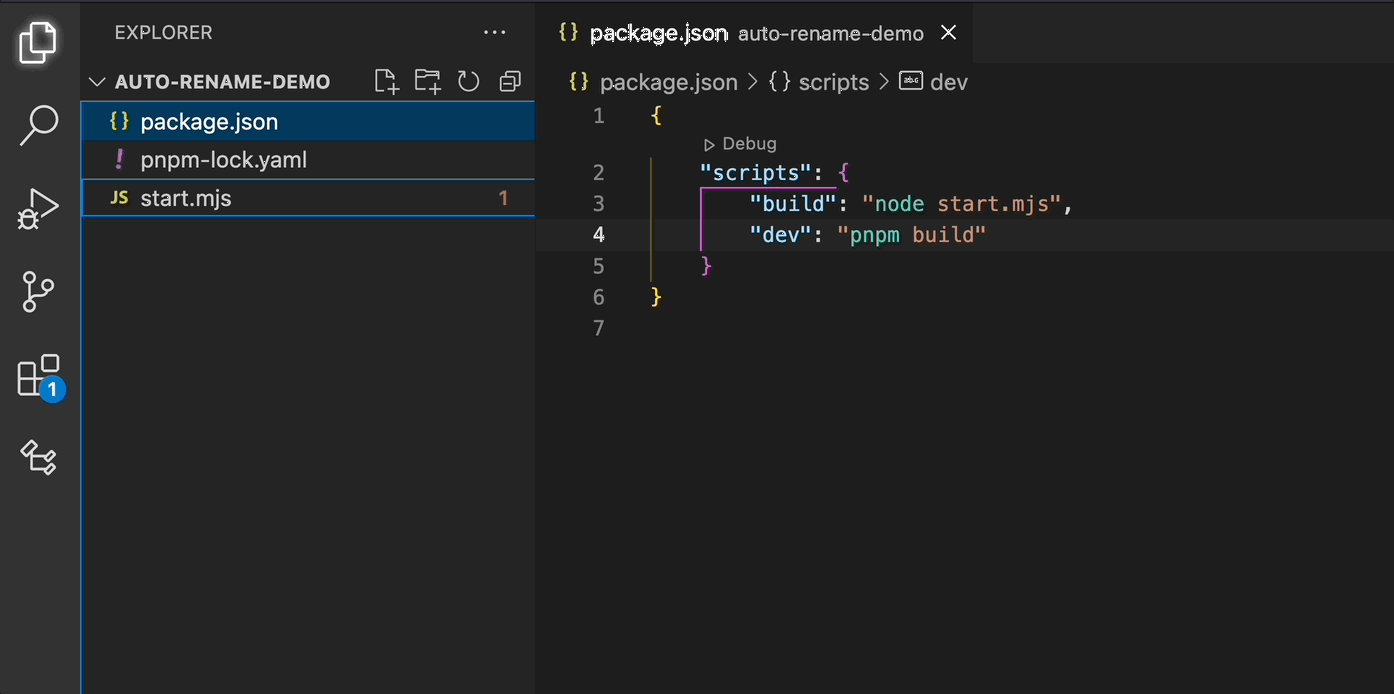 EXPLORER
AUTO-RENAME-DEMO
{} package.json
! pnpm-lock.yaml
JS start.mjs 1
1
{} package.json auto-rename-demo
{} package.json > {} scripts > abc dev
1 {
Debug
2 "scripts": {
3 "build": "node start.mjs",
4 "dev": "pnpm build"
5 }
6 }
7